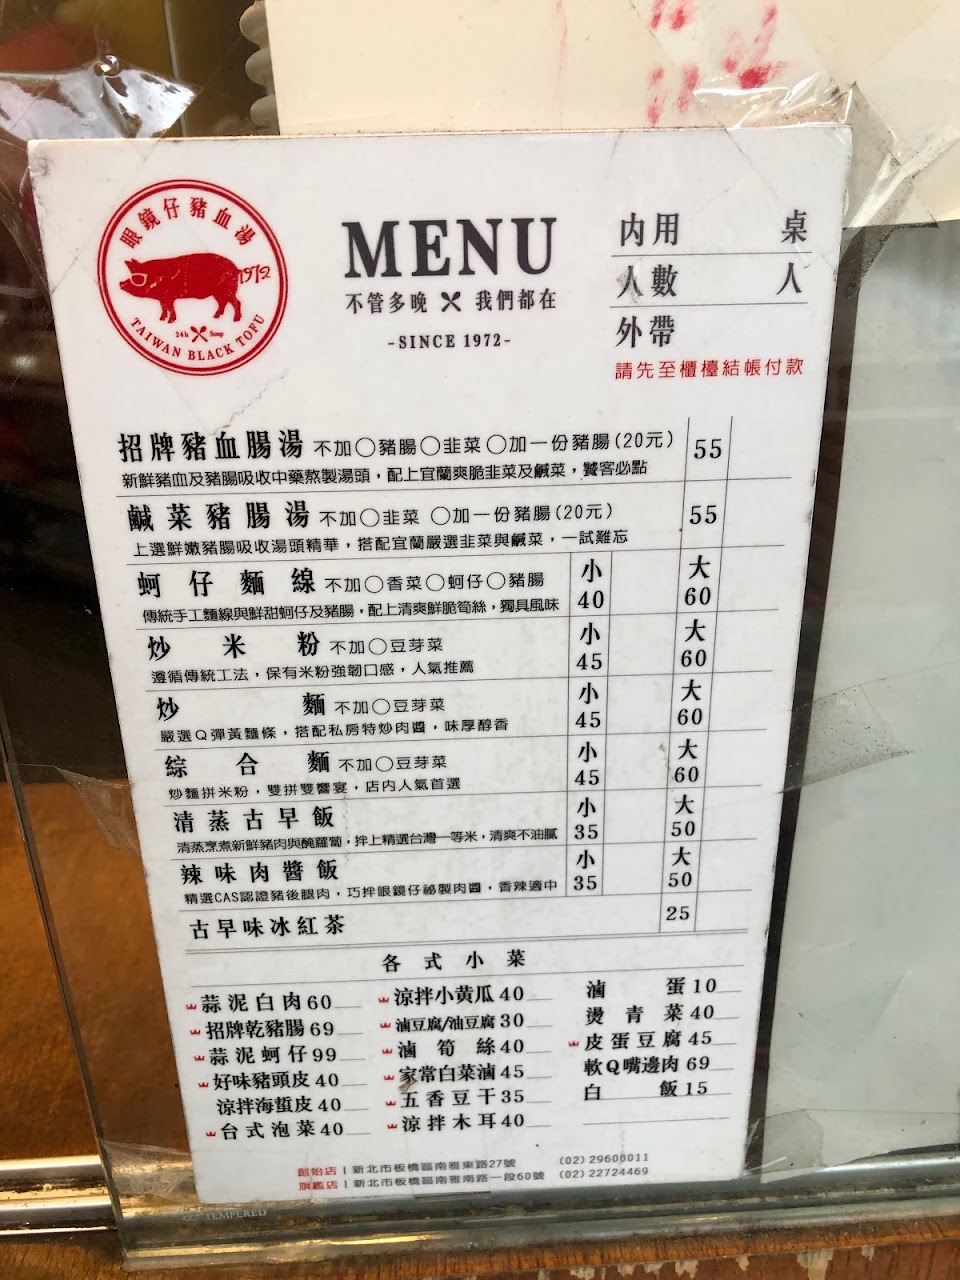 眼鏡仔豬血湯
1972
24h Soup
TAIWAN BLACK TOFU
MENU
不管多晚 我們都在
-SINCE 1972-
內用 桌
人數 人
外帶
請先至櫃檯結帳付款
招牌豬血腸湯 不加○豬腸○韭菜○加一份豬腸(20元) 55
新鮮豬血及豬腸吸收中藥熬製湯頭，配上宜蘭爽脆韭菜及鹹菜，饕客必點
鹹菜豬腸湯 不加○韭菜 ○加一份豬腸(20元) 55
上選鮮嫩豬腸吸收湯頭精華，搭配宜蘭嚴選韭菜與鹹菜，一試難忘
蚵仔麵線 不加○香菜○蚵仔○豬腸 小 40 大 60
傳統手工麵線與鮮甜蚵仔及豬腸，配上清爽鮮脆筍絲，獨具風味
炒米粉 不加○豆芽菜 小 45 大 60
遵循傳統工法，保有米粉強韌口感，人氣推薦
炒麵 不加○豆芽菜 小 45 大 60
嚴選Q彈黃麵條，搭配私房特炒肉醬，味厚醇香
綜合麵 不加○豆芽菜 小 45 大 60
炒麵拼米粉，雙拼雙饗宴，店內人氣首選
清蒸古早飯 小 35 大 50
清蒸烹煮新鮮豬肉與醃蘿蔔，拌上精選台灣一等米，清爽不油膩
辣味肉醬飯 小 35 大 50
精選CAS認證豬後腿肉，巧拌眼鏡仔祕製肉醬，香辣適中
古早味冰紅茶 25
各式小菜
蒜泥白肉60 涼拌小黃瓜40 滷蛋10
招牌乾豬腸69 滷豆腐/油豆腐30 燙青菜40
蒜泥蚵仔99 滷筍絲40 皮蛋豆腐45
好味豬頭皮40 家常白菜滷45 軟Q嘴邊肉69
涼拌海蜇皮40 五香豆干35 白飯15
台式泡菜40 涼拌木耳40
創始店 | 新北市板橋區南雅東路27號 (02) 29608011
旗艦店 | 新北市板橋區南雅南路一段60號 (02) 22724469
TEMPERED